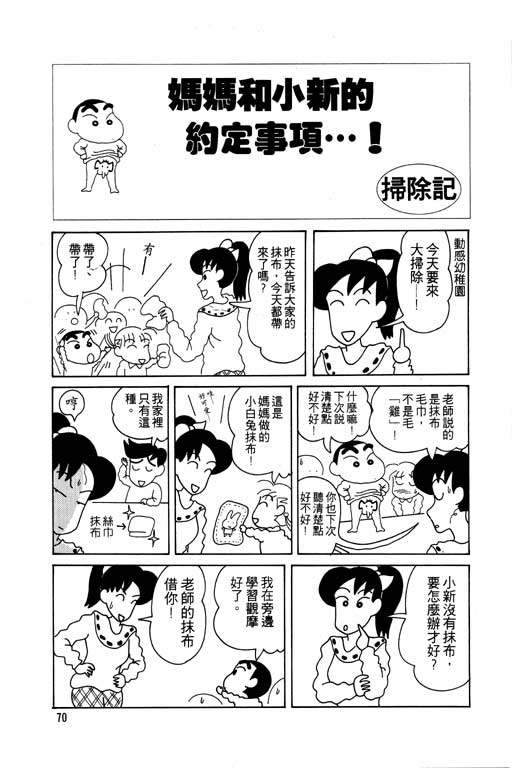 媽媽和小新的
約定事項…！
掃除記
動感幼稚園
今天要來
大掃除——！
昨天告訴大家的
抹布，今天都帶
來了嗎？
有
帶了、
帶了。
老師說的
是抹布
毛巾，
不是毛
「雞」！
什麼嘛！
下次說
清楚點
好不好！
你也下次
聽清楚點
好不好！
這是
媽媽做的
小白兔抹布！
好可愛！
我家裡
只有這
種。
絲巾
抹布
哼
小新沒有抹布，
要怎麼辦才好？
我在旁邊
學習觀摩
好了。
老師的抹布
借你！
70